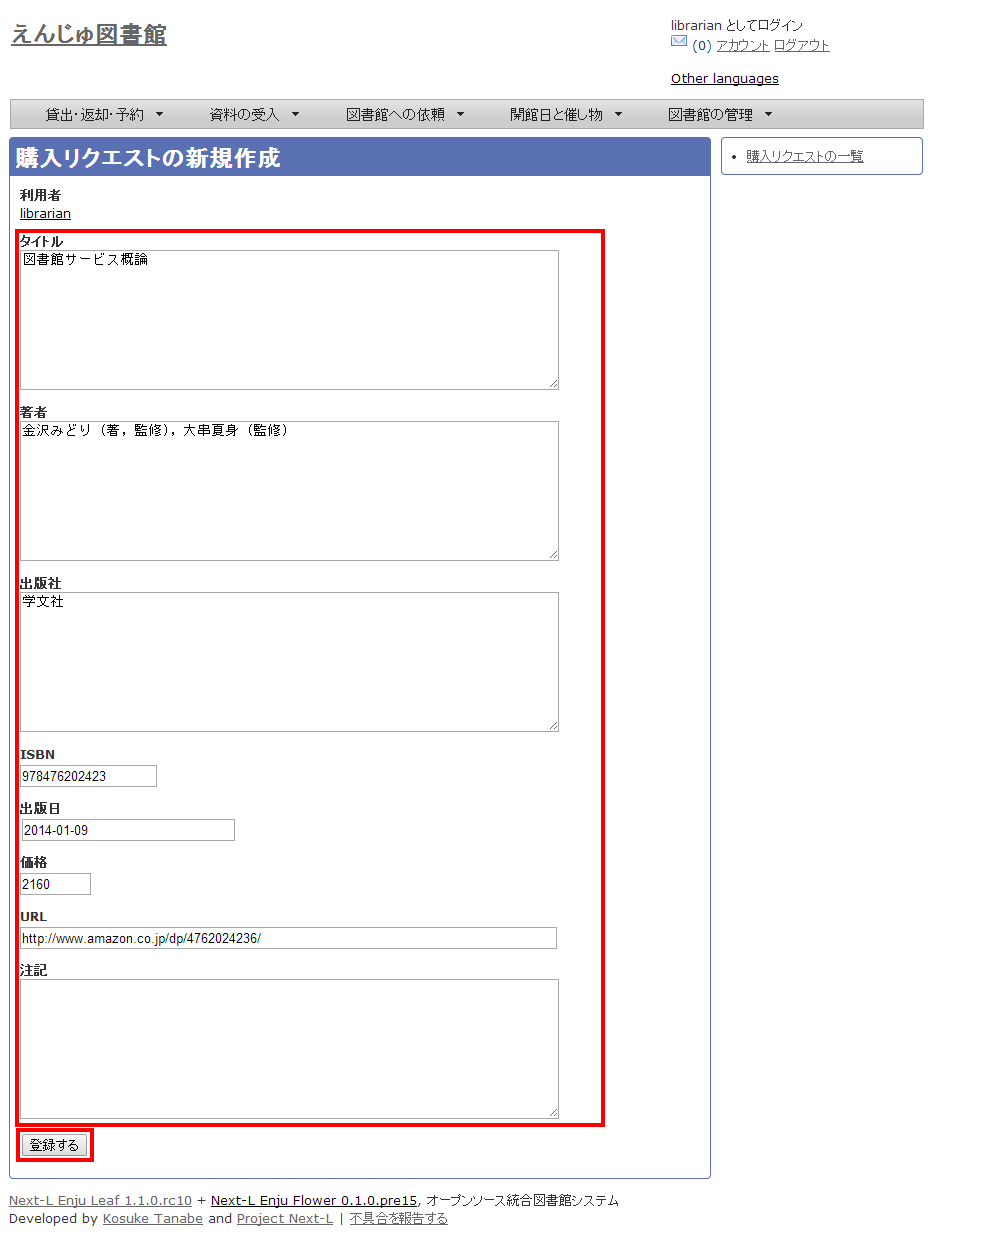 えんじゅ図書館
librarian としてログイン
(0) アカウント ログアウト
Other languages
貸出・返却・予約 資料の受入 図書館への依頼 開館日と催し物 図書館の管理
購入リクエストの新規作成
購入リクエストの一覧
利用者
librarian
タイトル
図書館サービス概論
著者
金沢みどり（著，監修），大串夏身（監修）
出版社
学文社
ISBN
978476202423
出版日
2014-01-09
価格
2160
URL
http://www.amazon.co.jp/dp/4762024236/
注記
登録する
Next-L Enju Leaf 1.1.0.rc10 + Next-L Enju Flower 0.1.0.pre15, オープンソース統合図書館システム
Developed by Kosuke Tanabe and Project Next-L | 不具合を報告する